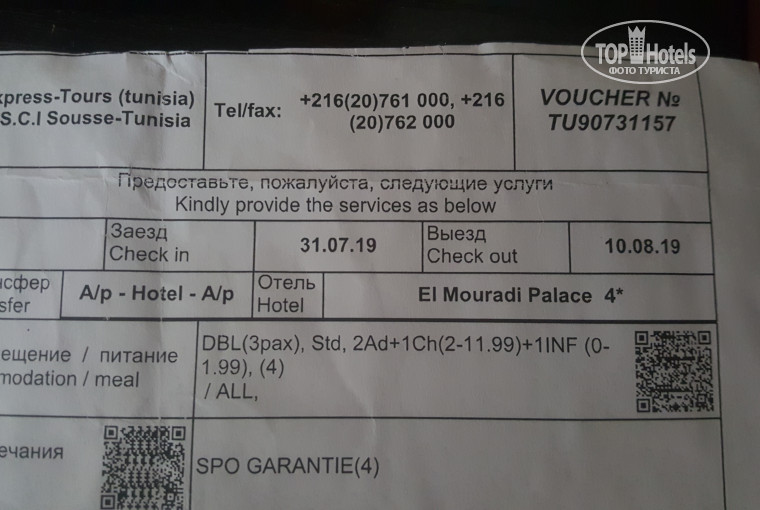 TOP Hotels
ФОТО ТУРИСТА
xpress-Tours (tunisia)
S.C.I Sousse-Tunisia
Tel/fax:
+216(20)761 000, +216
(20)762 000
VOUCHER №
TU90731157
Предоставьте, пожалуйста, следующие услуги
Kindly provide the services as below
Заезд
Check in
31.07.19
Выезд
Check out
10.08.19
нсфер
nsfer
A/p - Hotel - A/p
Отель
Hotel
El Mouradi Palace 4*
ещение / питание
modation / meal
DBL(3pax), Std, 2Ad+1Ch(2-11.99)+1INF (0-
1.99), (4)
/ ALL,
ечания
SPO GARANTIE(4)